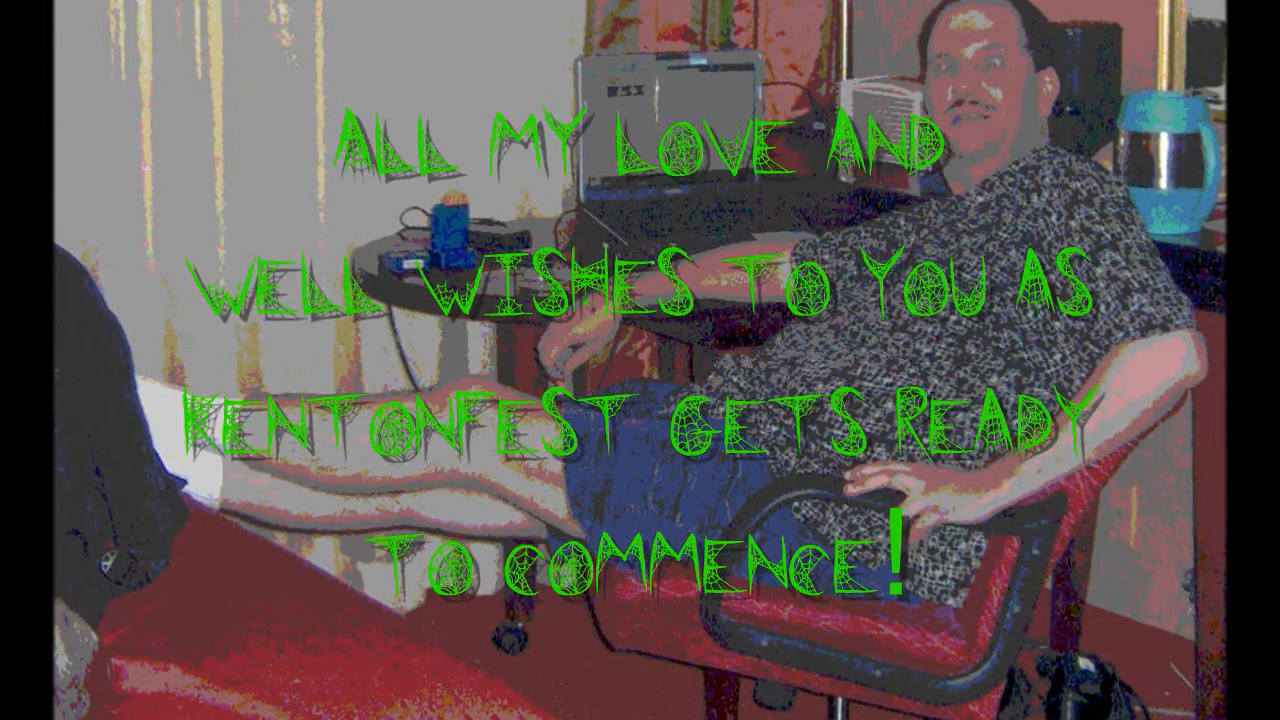 ALL MY LOVE AND
WELL WISHES TO YOU AS
KENTONFEST GETS READY
TO COMMENCE!